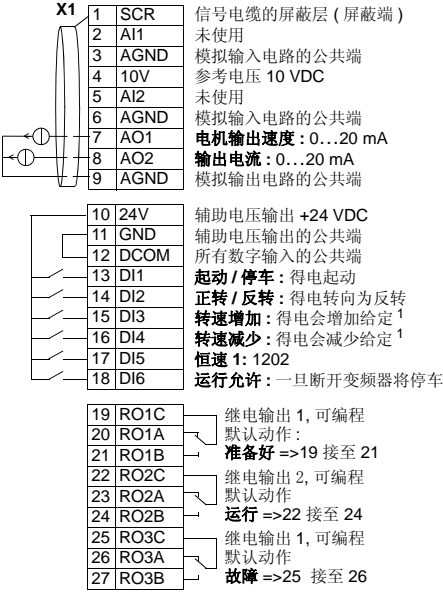 X1
1 SCR 信号电缆的屏蔽层 ( 屏蔽端 )
2 AI1 未使用
3 AGND 模拟输入电路的公共端
4 10V 参考电压 10 VDC
5 AI2 未使用
6 AGND 模拟输入电路的公共端
7 AO1 电机输出速度 : 0…20 mA
8 AO2 输出电流 : 0…20 mA
9 AGND 模拟输出电路的公共端
10 24V 辅助电压输出 +24 VDC
11 GND 辅助电压输出的公共端
12 DCOM 所有数字输入的公共端
13 DI1 起动 / 停车 : 得电起动
14 DI2 正转 / 反转 : 得电转向为反转
15 DI3 转速增加 : 得电会增加给定 1
16 DI4 转速减少 : 得电会减少给定 1
17 DI5 恒速 1: 1202
18 DI6 运行允许 : 一旦断开变频器将停车
19 RO1C 继电输出 1, 可编程
20 RO1A 默认动作 :
21 RO1B 准备好 =>19 接至 21
22 RO2C 继电输出 2, 可编程
23 RO2A 默认动作
24 RO2B 运行 =>22 接至 24
25 RO3C 继电输出 1, 可编程
26 RO3A 默认动作
27 RO3B 故障 =>25 接至 26